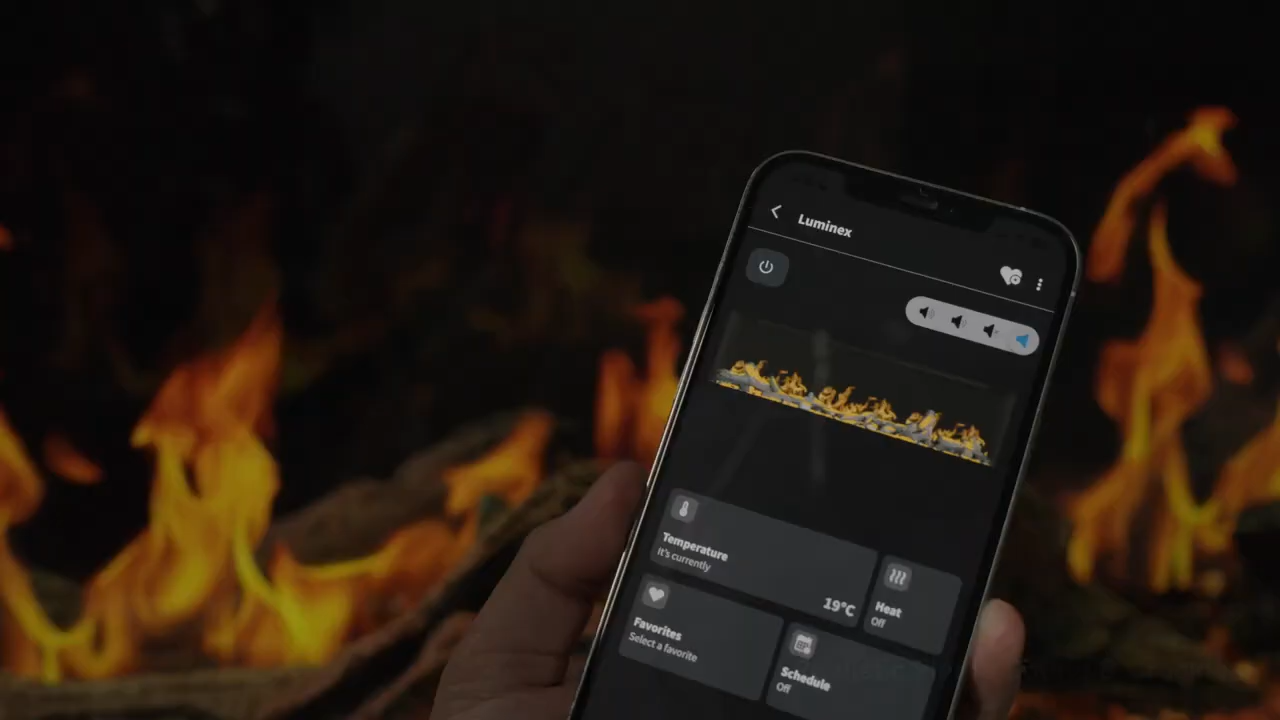 Luminex
Temperature
It's currently
19°C
Heat
Off
Favorites
Select a favorite
Schedule
Off